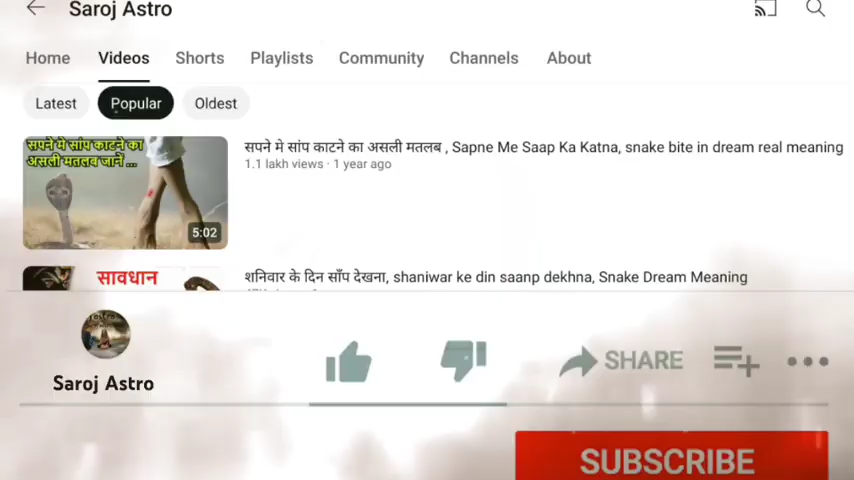 Saroj Astro
Home Videos Shorts Playlists Community Channels About
Latest Popular Oldest
सपने मे सांप काटने का
असली मतलब जानें ...
5:02
सपने मे सांप काटने का असली मतलब , Sapne Me Saap Ka Katna, snake bite in dream real meaning
1.1 lakh views · 1 year ago
सावधान
शनिवार के दिन साँप देखना, shaniwar ke din saanp dekhna, Snake Dream Meaning
Saroj Astro
SHARE
SUBSCRIBE